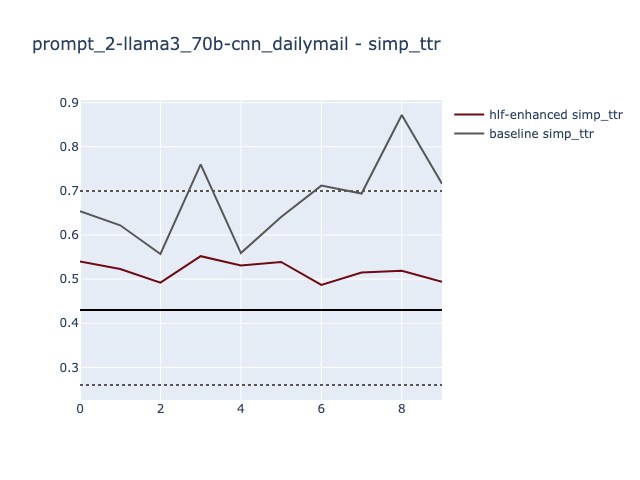 prompt_2-llama3_70b-cnn_dailymail - simp_ttr
0.9
0.8
0.7
0.6
0.5
0.4
0.3
0 2 4 6 8
hlf-enhanced simp_ttr
baseline simp_ttr